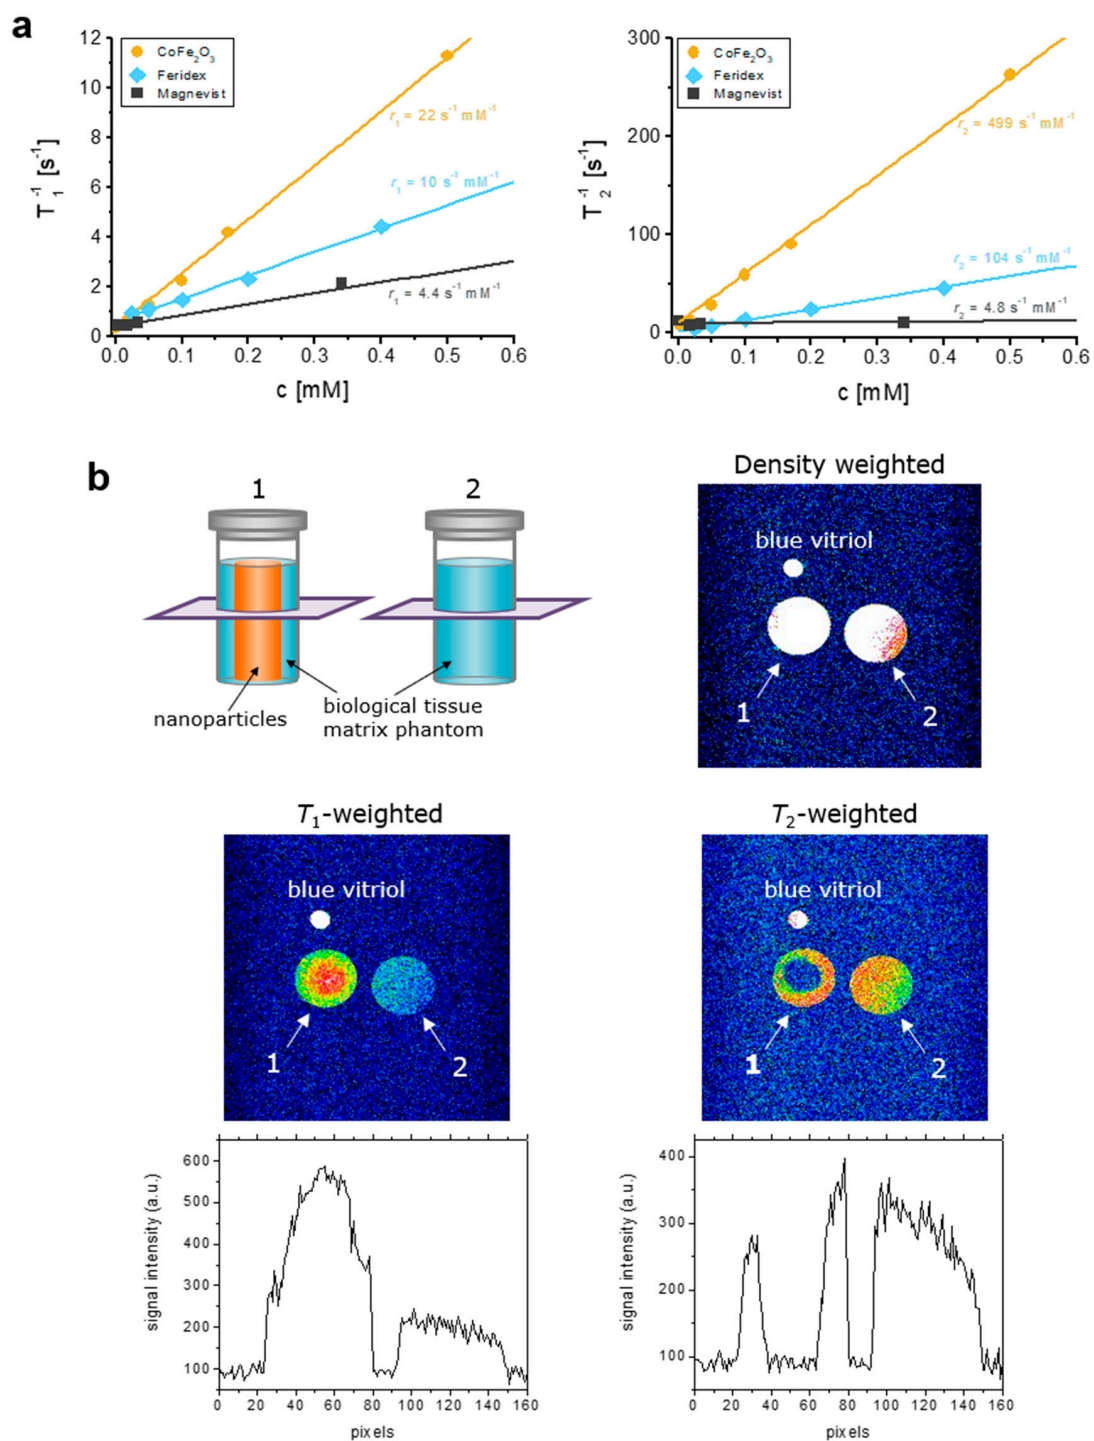 a
CoFe₂O₃
Feridex
Magnevist
r₁ = 22 s⁻¹ mM⁻¹
r₁ = 10 s⁻¹ mM⁻¹
r₁ = 4.4 s⁻¹ mM⁻¹
T₁⁻¹ [s⁻¹]
12
10
8
6
4
2
0
0.0 0.1 0.2 0.3 0.4 0.5 0.6
c [mM]
CoFe₂O₃
Feridex
Magnevist
r₂ = 499 s⁻¹ mM⁻¹
r₂ = 104 s⁻¹ mM⁻¹
r₂ = 4.8 s⁻¹ mM⁻¹
T₂⁻¹ [s⁻¹]
300
200
100
0
0.0 0.1 0.2 0.3 0.4 0.5 0.6
c [mM]
b
1 2
nanoparticles
biological tissue
matrix phantom
Density weighted
blue vitriol
1 2
T₁-weighted
blue vitriol
1 2
T₂-weighted
blue vitriol
1 2
signal intensity (a.u.)
600
500
400
300
200
100
0 20 40 60 80 100 120 140 160
pixels
signal intensity (a.u.)
400
300
200
100
0 20 40 60 80 100 120 140 160
pixels